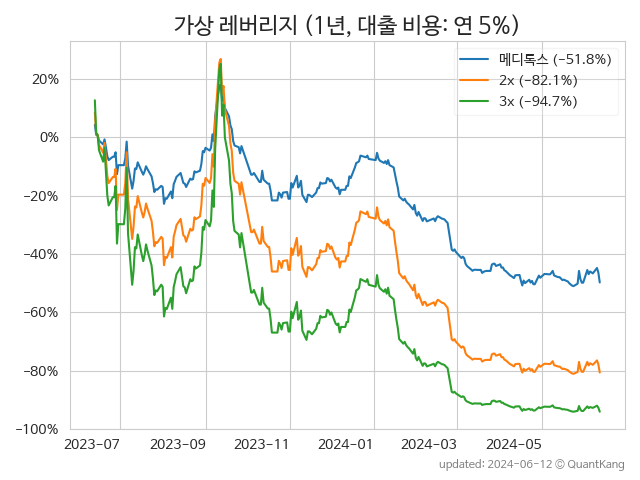 가상 레버리지 (1년, 대출 비용: 연 5%)
메디톡스 (−51.8%)
2x (−82.1%)
3x (−94.7%)
20%
0%
−20%
−40%
−60%
−80%
−100%
2023-07 2023-09 2023-11 2024-01 2024-03 2024-05
updated: 2024-06-12 © QuantKang